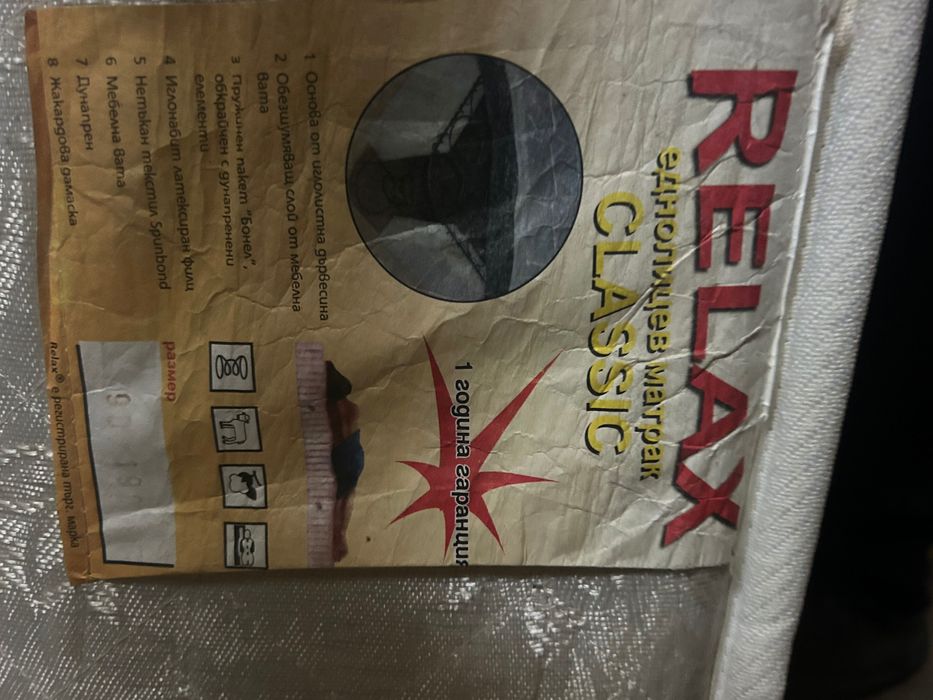 RELAX
еднолицев матрак
CLASSIC
1 година гаранция
1 Основа от иглолистна дървесина
2 Обезшумяващ слой от мебелна
вата
3 Пружинен пакет "Бонел",
обкрайчен с дунапренени
елементи
4 Иглонабит латексиран филц
5 Нетъкан текстил Spunbond
6 Мебелна вата
7 Дунапрен
8 Жакардова дамаска
размер
Relax® е регистрирана търг. марка